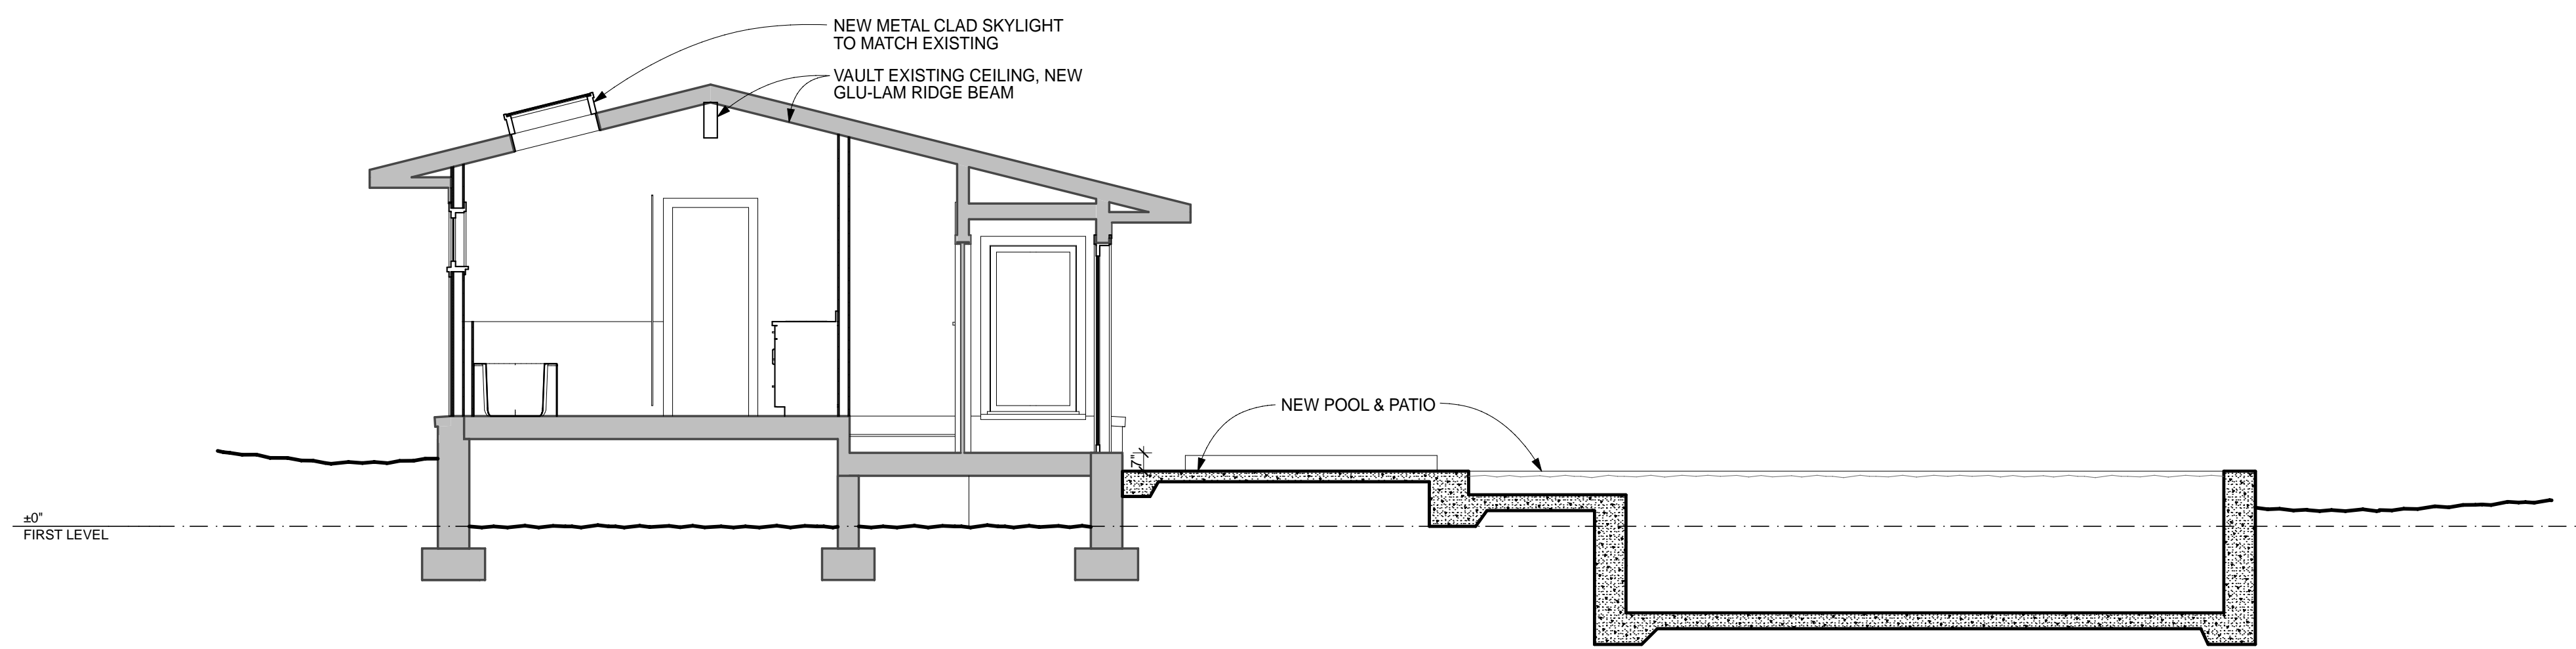 NEW METAL CLAD SKYLIGHT
TO MATCH EXISTING
VAULT EXISTING CEILING, NEW
GLU-LAM RIDGE BEAM
NEW POOL & PATIO
7"
±0"
FIRST LEVEL